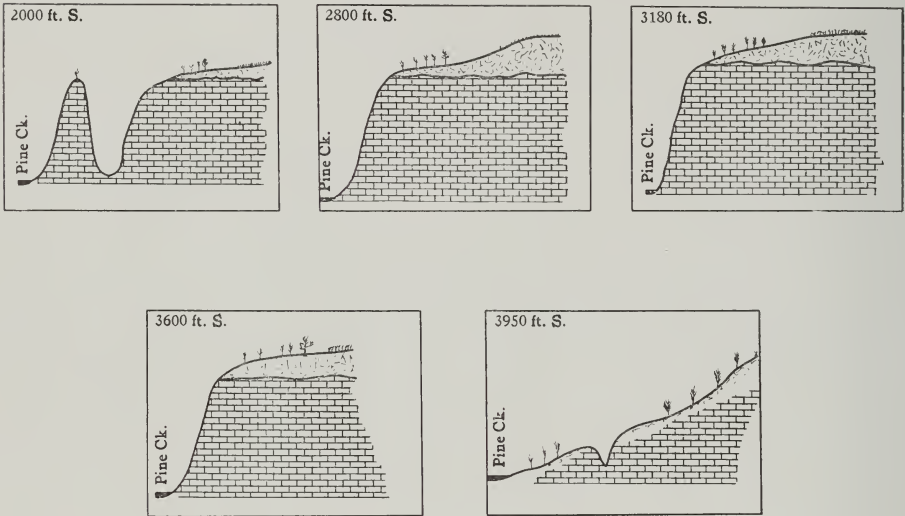 2000 ft. S.
Pine Ck.
2800 ft. S.
Pine Ck.
3180 ft. S.
Pine Ck.
3600 ft. S.
Pine Ck.
3950 ft. S.
Pine Ck.